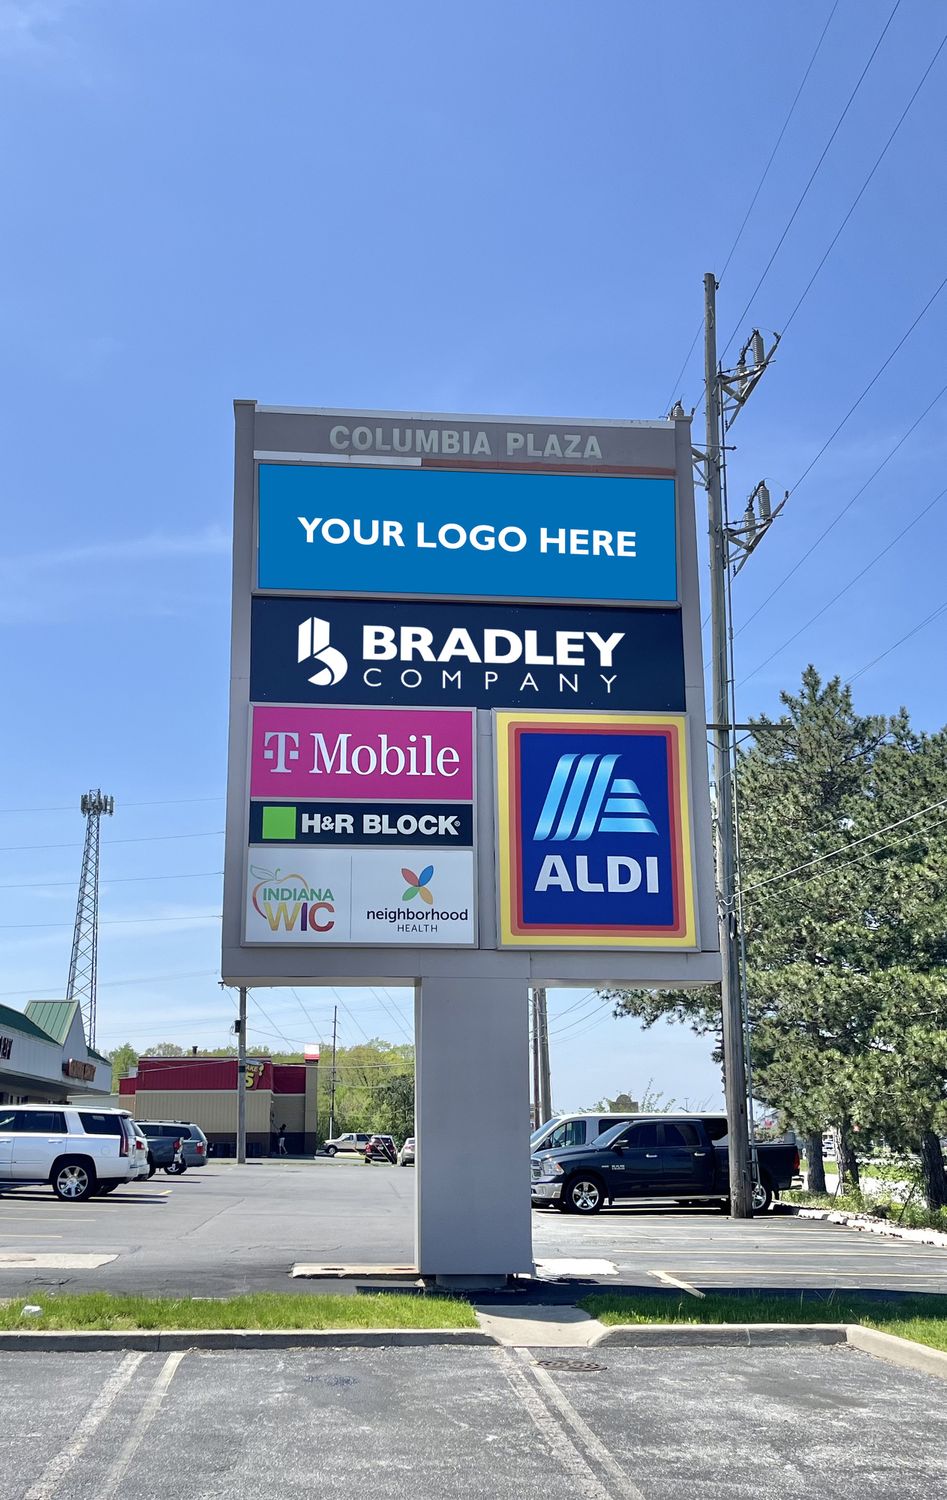 COLUMBIA PLAZA
YOUR LOGO HERE
BRADLEY
COMPANY
T Mobile
H&R BLOCK®
ALDI
INDIANA
WIC
neighborhood
HEALTH